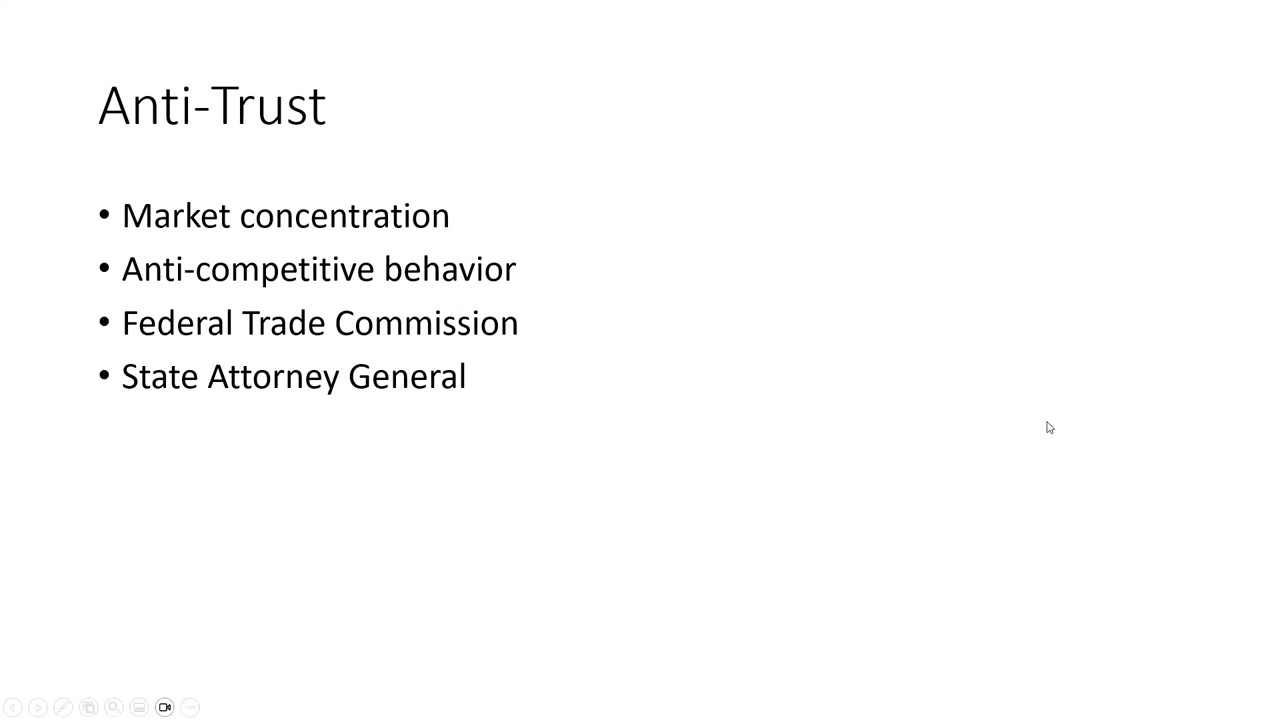 Anti-Trust
• Market concentration
• Anti-competitive behavior
• Federal Trade Commission
• State Attorney General